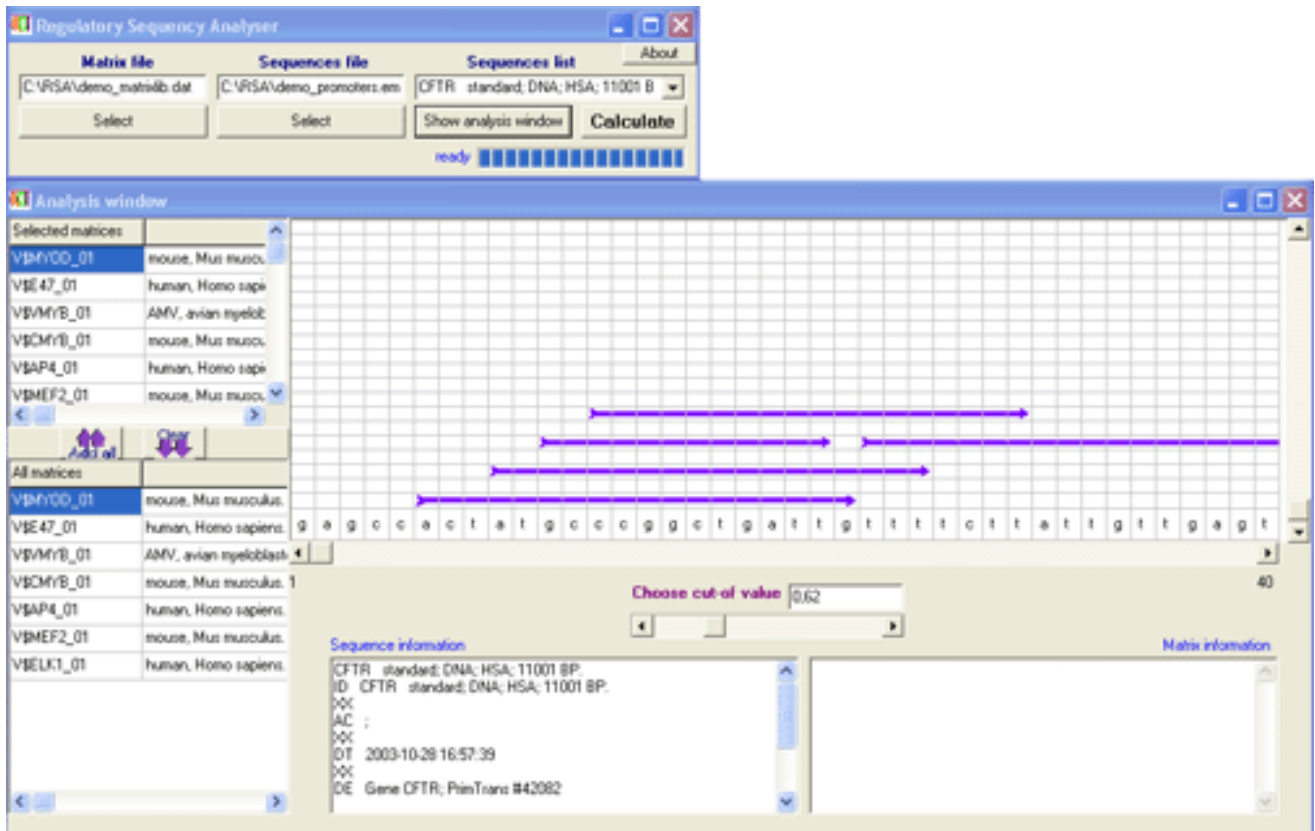 Regulatory Sequency Analyser
About
Matrix file Sequences file Sequences list
C:\RSA\demo_matrixlib.dat C:\RSA\demo_promoters.em CFTR standard; DNA; HSA; 11001 B
Select Select Show analysis window Calculate
ready
Analysis window
Selected matrices
V$MYOD_01 mouse, Mus muscu
V$E47_01 human, Homo sapi
V$VMYB_01 AMV, avian myelob
V$CMYB_01 mouse, Mus muscu
V$AP4_01 human, Homo sapi
V$MEF2_01 mouse, Mus muscu
Add all Clear
All matrices
V$MYOD_01 mouse, Mus musculus.
V$E47_01 human, Homo sapiens.
V$VMYB_01 AMV, avian myeloblast
V$CMYB_01 mouse, Mus musculus.
V$AP4_01 human, Homo sapiens.
V$MEF2_01 mouse, Mus musculus.
V$ELK1_01 human, Homo sapiens.
g a g c c a c t a t g c c c g g c t g a t t g t t t t c t t a t t g t t g a g t
1 40
Choose cut-of value 0,62
Sequence information
CFTR standard; DNA; HSA; 11001 BP.
ID CFTR standard; DNA; HSA; 11001 BP.
XX
AC ;
XX
DT 2003-10-28 16:57:39
XX
DE Gene CFTR; PrimTrans #42082
Matrix information